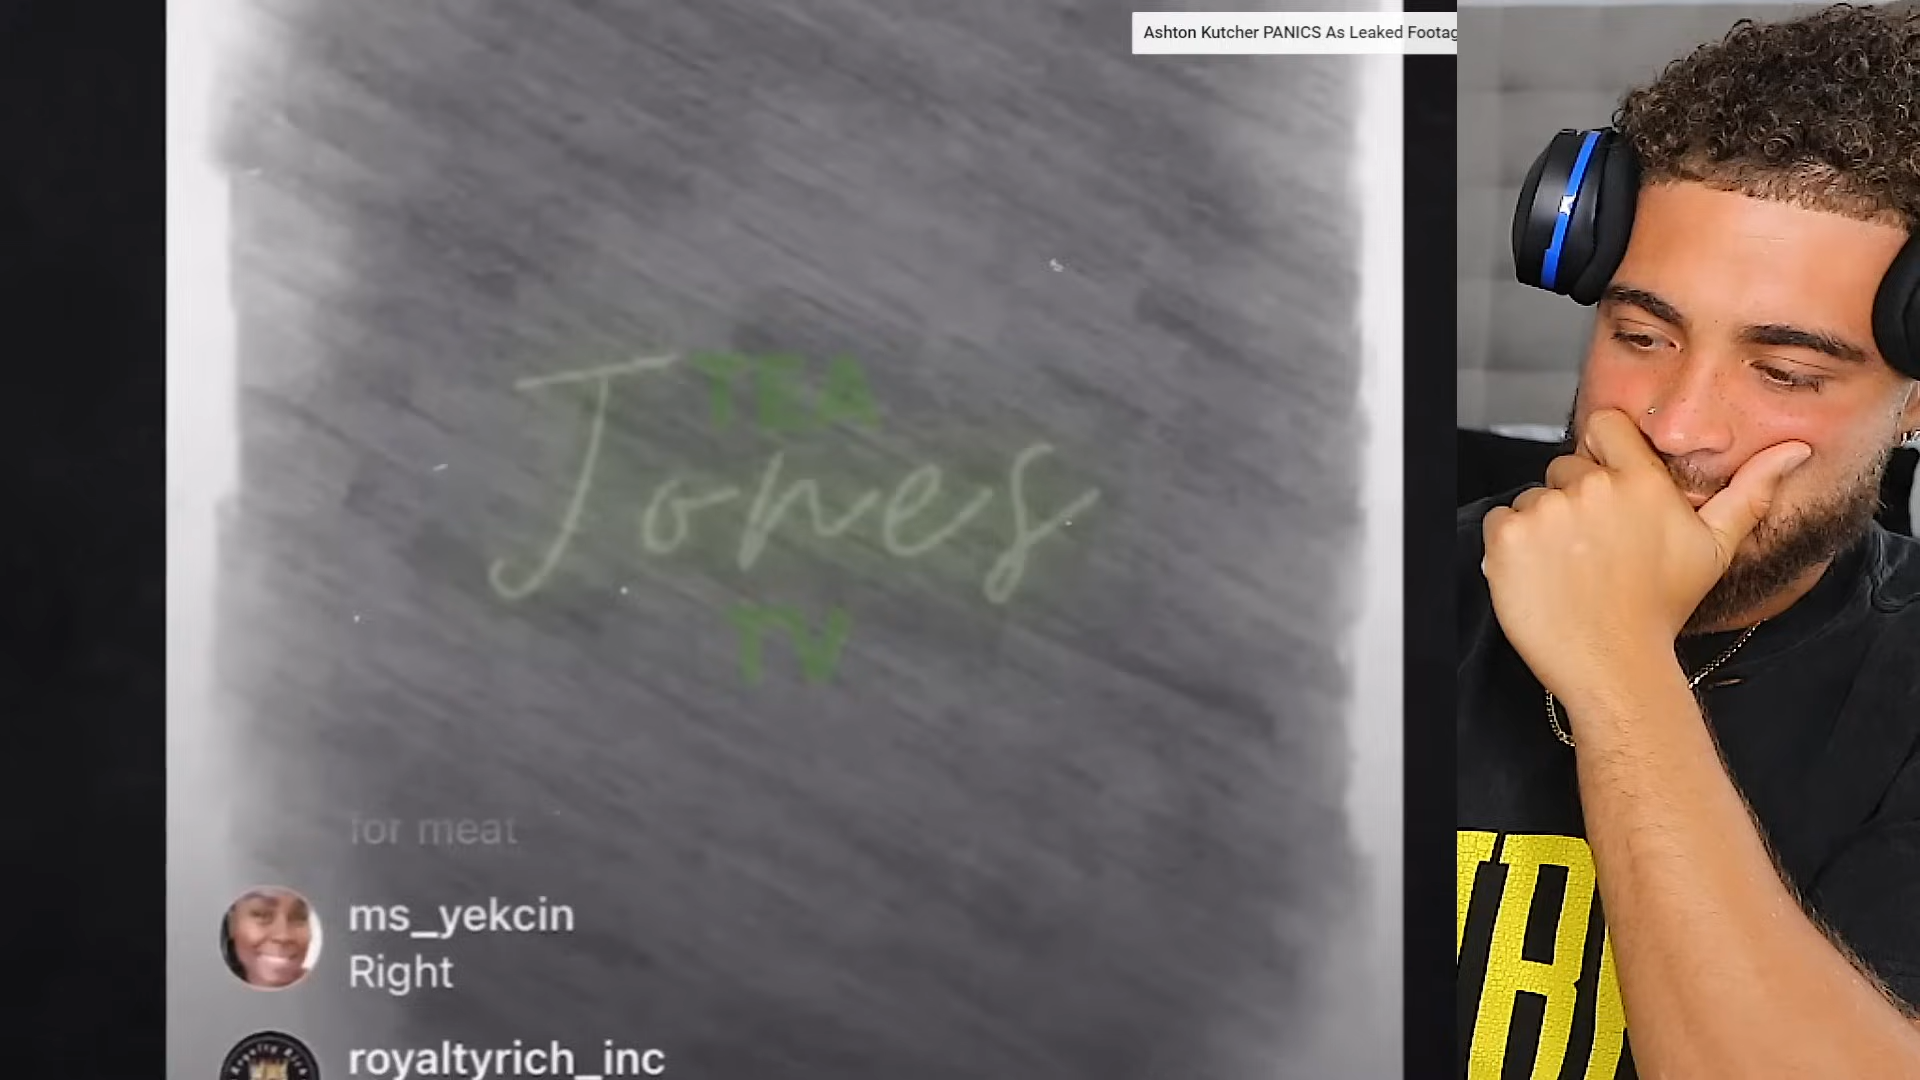 Ashton Kutcher PANICS As Leaked Footag
TEA
Jones
TV
for meat
ms_yekcin
Right
royaltyrich_inc